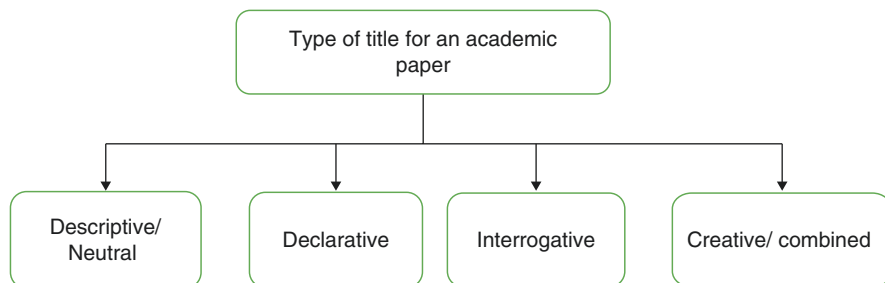 Type of title for an academic
paper
Descriptive/
Neutral
Declarative
Interrogative
Creative/ combined